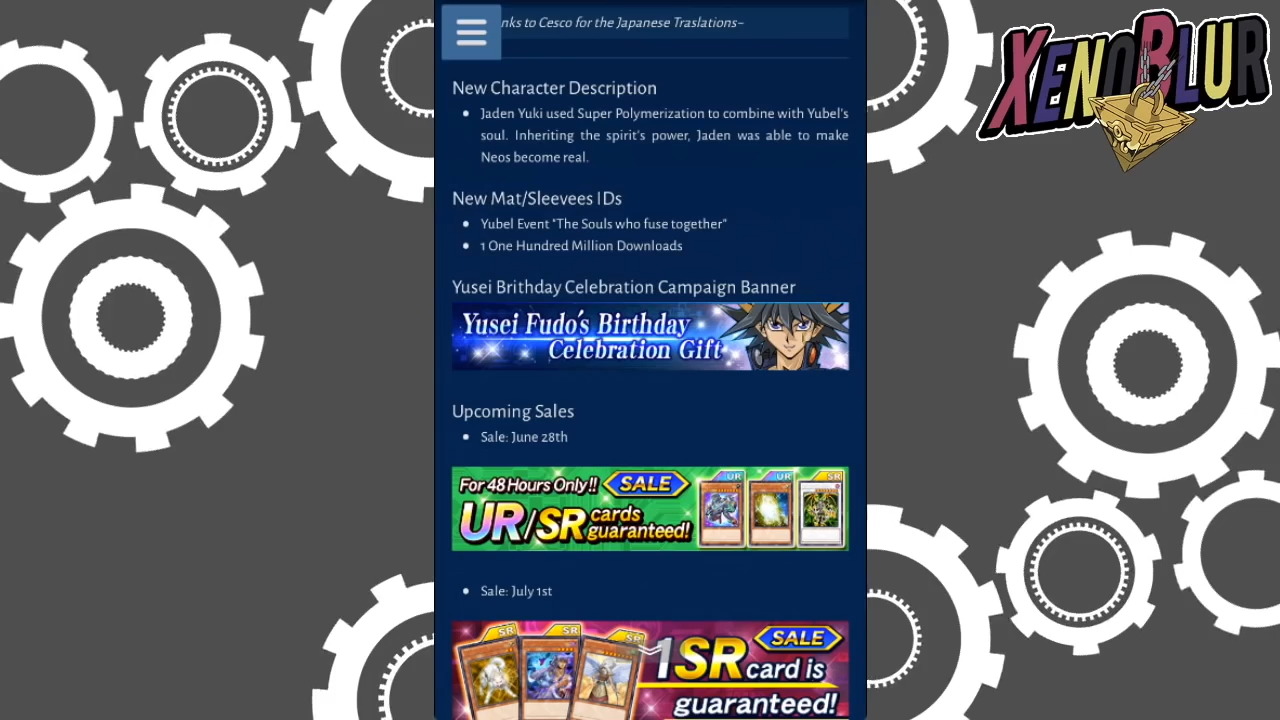 nks to Cesco for the Japanese Traslations~
XENOBLUR
New Character Description
Jaden Yuki used Super Polymerization to combine with Yubel's
soul. Inheriting the spirit's power, Jaden was able to make
Neos become real.
New Mat/Sleevees IDs
Yubel Event "The Souls who fuse together"
1 One Hundred Million Downloads
Yusei Brithday Celebration Campaign Banner
Yusei Fudo's Birthday
Celebration Gift
Upcoming Sales
Sale: June 28th
For 48 Hours Only!! SALE
UR/SR cards
guaranteed!
UR UR SR
Sale: July 1st
SR SR SR
SALE
1 SR card is
guaranteed!